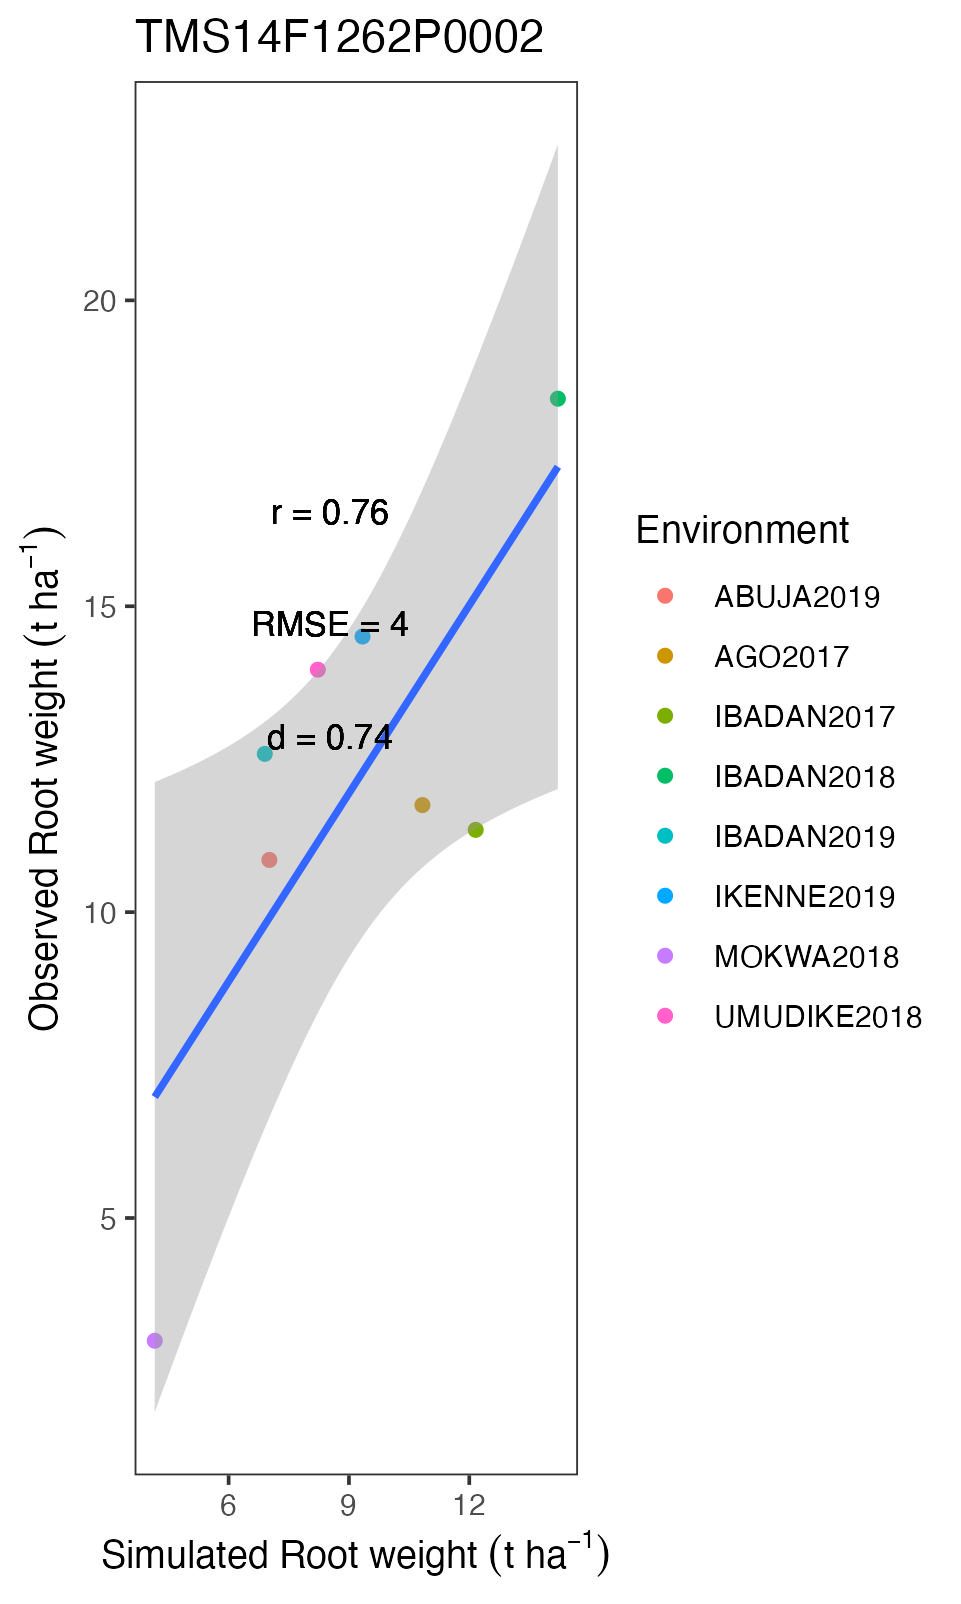 TMS14F1262P0002
Observed Root weight (t ha⁻¹)
20
15
10
5
r = 0.76
RMSE = 4
d = 0.74
6 9 12
Simulated Root weight (t ha⁻¹)
Environment
ABUJA2019
AGO2017
IBADAN2017
IBADAN2018
IBADAN2019
IKENNE2019
MOKWA2018
UMUDIKE2018